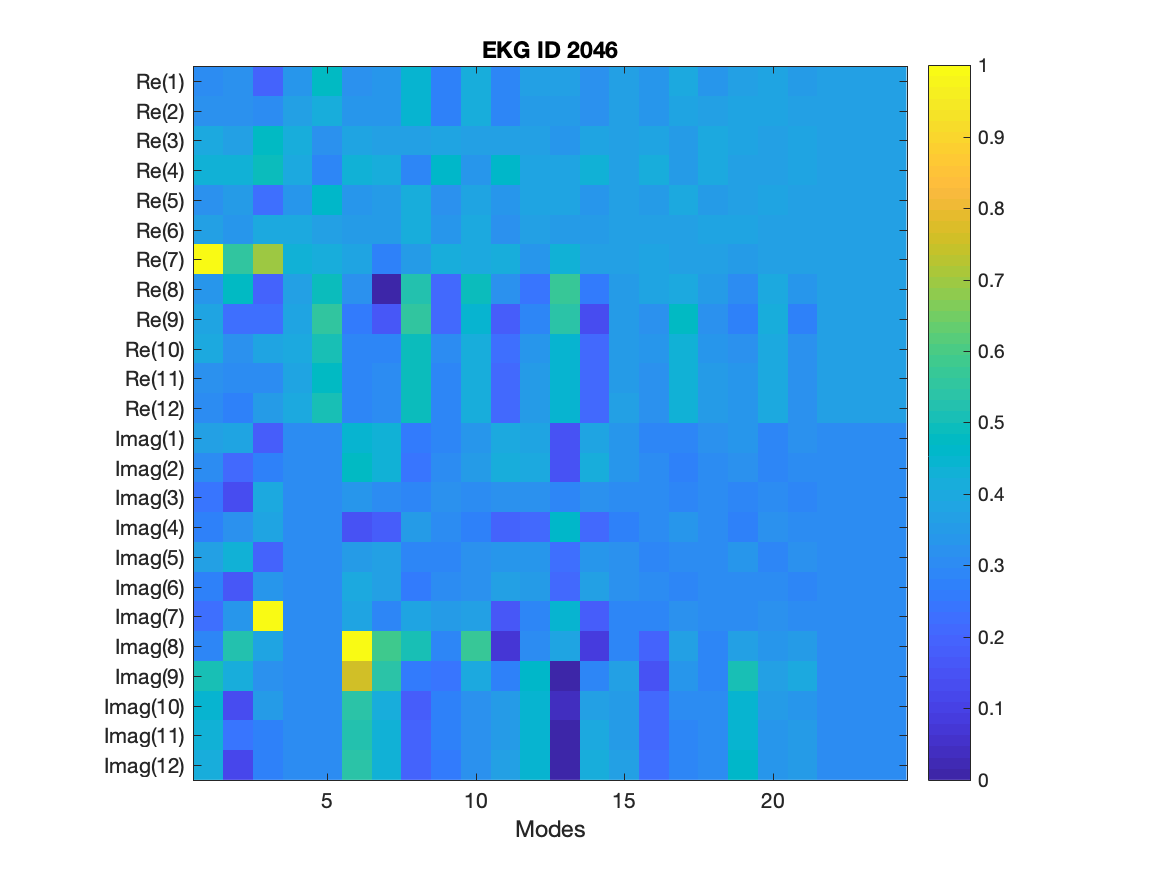 EKG ID 2046
Re(1)
Re(2)
Re(3)
Re(4)
Re(5)
Re(6)
Re(7)
Re(8)
Re(9)
Re(10)
Re(11)
Re(12)
Imag(1)
Imag(2)
Imag(3)
Imag(4)
Imag(5)
Imag(6)
Imag(7)
Imag(8)
Imag(9)
Imag(10)
Imag(11)
Imag(12)
5 10 15 20
Modes
1
0.9
0.8
0.7
0.6
0.5
0.4
0.3
0.2
0.1
0